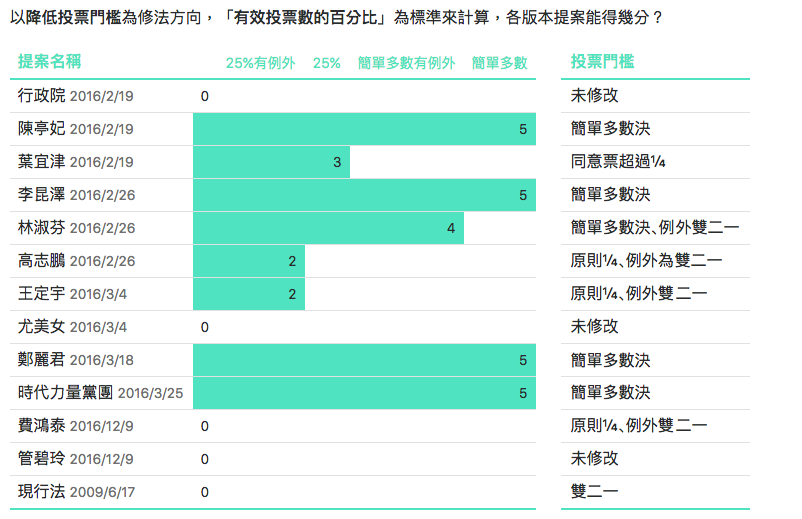 以降低投票門檻為修法方向，「有效投票數的百分比」為標準來計算，各版本提案能得幾分？
提案名稱 25%有例外 25% 簡單多數有例外 簡單多數 投票門檻
行政院 2016/2/19 0 未修改
陳亭妃 2016/2/19 5 簡單多數決
葉宜津 2016/2/19 3 同意票超過¼
李昆澤 2016/2/26 5 簡單多數決
林淑芬 2016/2/26 4 簡單多數決、例外雙二一
高志鵬 2016/2/26 2 原則¼、例外為雙二一
王定宇 2016/3/4 2 原則¼、例外雙二一
尤美女 2016/3/4 0 未修改
鄭麗君 2016/3/18 5 簡單多數決
時代力量黨團 2016/3/25 5 簡單多數決
費鴻泰 2016/12/9 0 原則¼、例外雙二一
管碧玲 2016/12/9 0 未修改
現行法 2009/6/17 0 雙二一